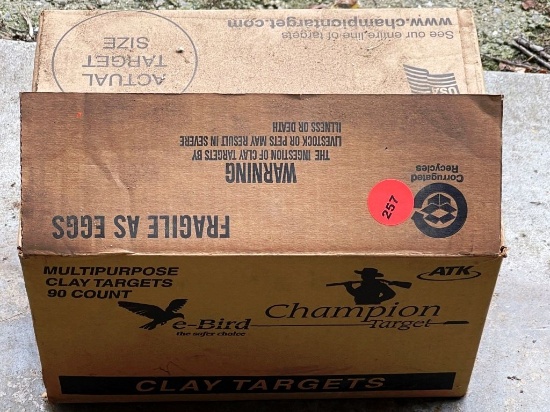 See our entire line of targets
www.championtarget.com
ACTUAL
TARGET
SIZE
USA
WARNING
THE INGESTION OF CLAY TARGETS BY
LIVESTOCK OR PETS MAY RESULT IN SEVERE
ILLNESS OR DEATH
FRAGILE AS EGGS
Corrugated
Recycles
257
MULTIPURPOSE
CLAY TARGETS
90 COUNT
e-Bird
the safer choice
Champion
Target
ATK
CLAY TARGETS